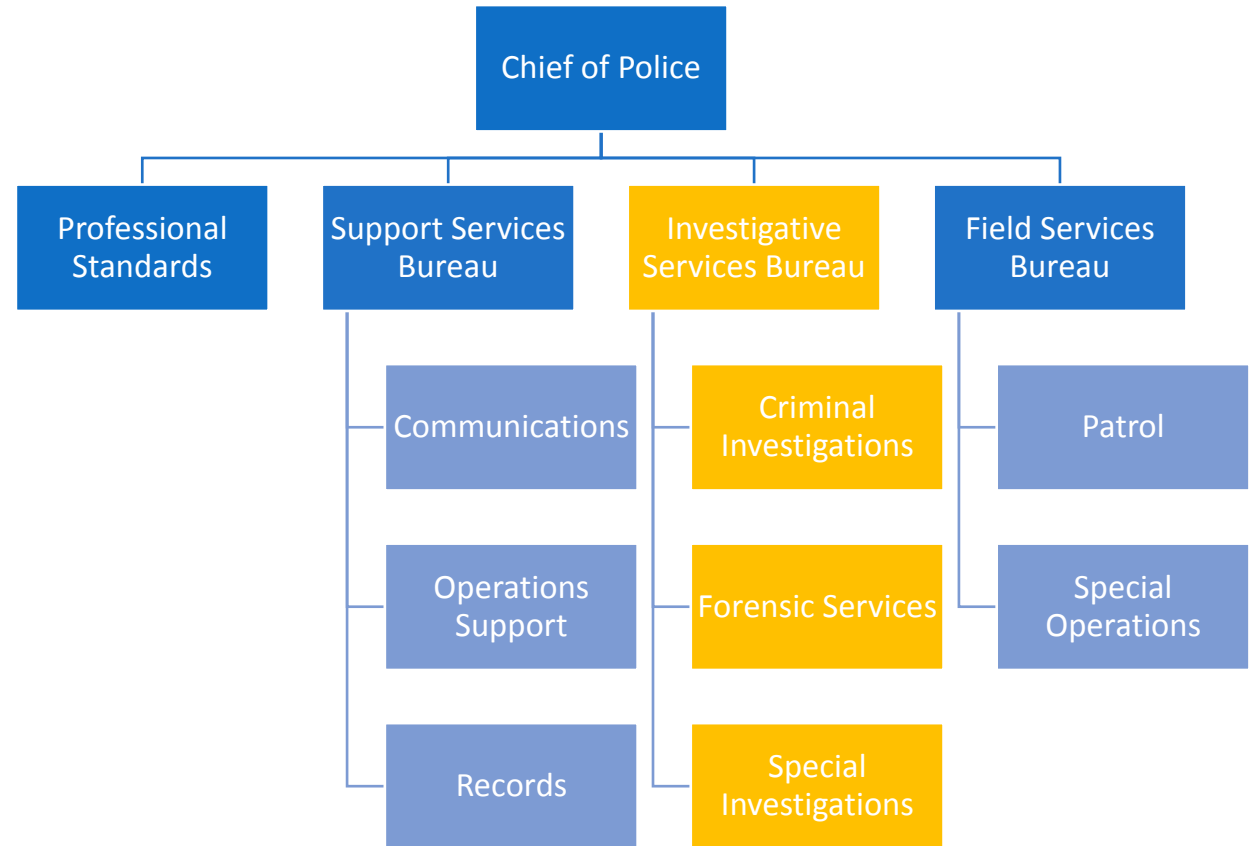 Chief of Police
Professional
Standards
Support Services
Bureau
Investigative
Services Bureau
Field Services
Bureau
Communications
Criminal
Investigations
Patrol
Operations
Support
Forensic Services
Special
Operations
Records
Special
Investigations